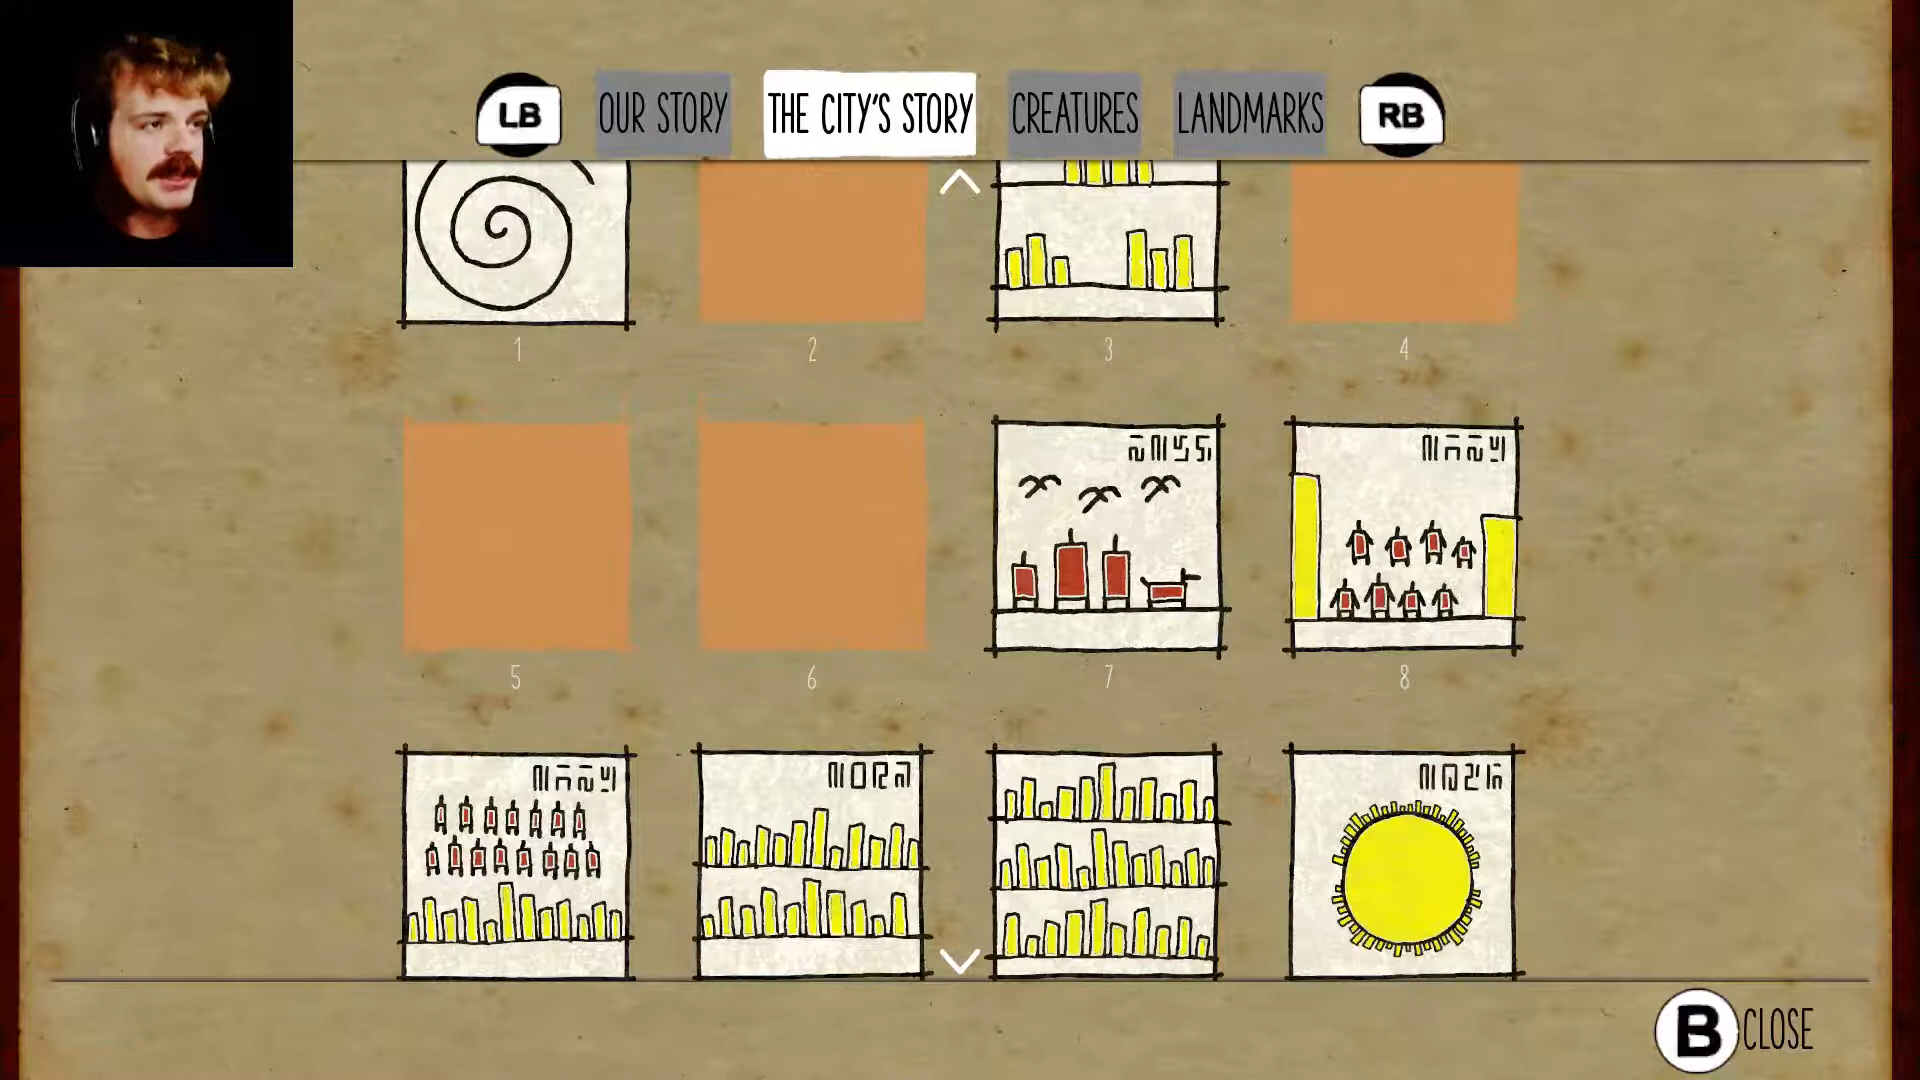 LB OUR STORY THE CITY'S STORY CREATURES LANDMARKS RB
1 2 3 4
5 6 7 8
B CLOSE